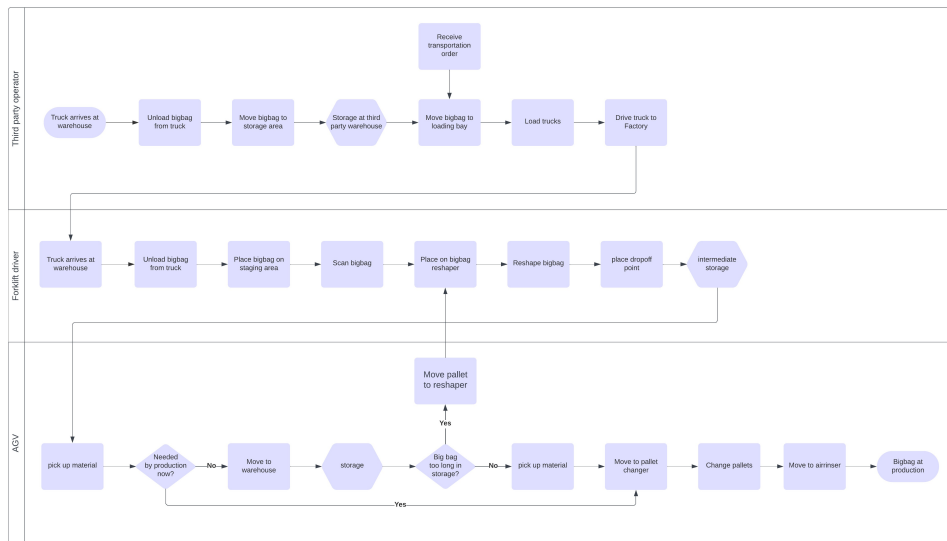 Third party operator
Receive
transportation
order
Truck arrives at
warehouse
Unload bigbag
from truck
Move bigbag to
storage area
Storage at third
party warehouse
Move bigbag to
loading bay
Load trucks
Drive truck to
Factory
Forklift driver
Truck arrives at
warehouse
Unload bigbag
from truck
Place bigbag on
staging area
Scan bigbag
Place on bigbag
reshaper
Reshape bigbag
place dropoff
point
intermediate
storage
AGV
Move pallet
to reshaper
Yes
pick up material
Needed
by production
now?
No
Move to
warehouse
storage
Big bag
too long in
storage?
No
pick up material
Move to pallet
changer
Change pallets
Move to airrinser
Bigbag at
production
Yes